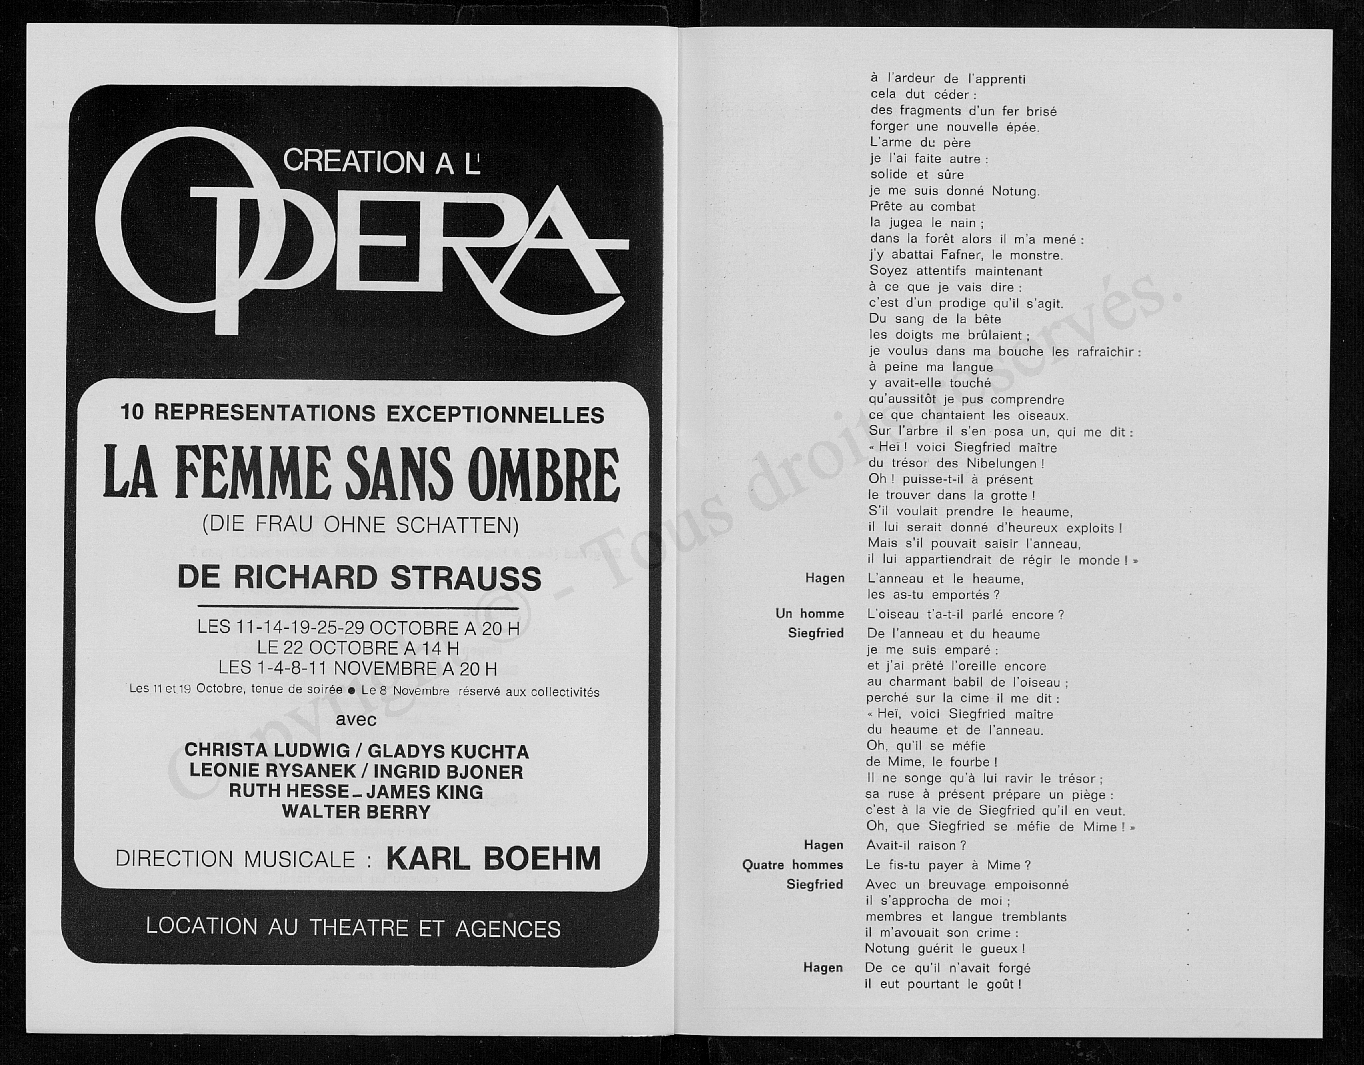 CREATION A L'
OPERA
10 REPRESENTATIONS EXCEPTIONNELLES
LA FEMME SANS OMBRE
(DIE FRAU OHNE SCHATTEN)
DE RICHARD STRAUSS
LES 11-14-19-25-29 OCTOBRE A 20 H
LE 22 OCTOBRE A 14 H
LES 1-4-8-11 NOVEMBRE A 20 H
Les 11 et 19 Octobre, tenue de soirée ● Le 8 Novembre réservé aux collectivités
avec
CHRISTA LUDWIG / GLADYS KUCHTA
LEONIE RYSANEK / INGRID BJONER
RUTH HESSE _ JAMES KING
WALTER BERRY
DIRECTION MUSICALE : KARL BOEHM
LOCATION AU THEATRE ET AGENCES
à l'ardeur de l'apprenti
cela dut céder :
des fragments d'un fer brisé
forger une nouvelle épée.
L'arme du père
je l'ai faite autre :
solide et sûre
je me suis donné Notung.
Prête au combat
la jugea le nain ;
dans la forêt alors il m'a mené :
j'y abattai Fafner, le monstre.
Soyez attentifs maintenant
à ce que je vais dire :
c'est d'un prodige qu'il s'agit.
Du sang de la bête
les doigts me brûlaient ;
je voulus dans ma bouche les rafraîchir :
à peine ma langue
y avait-elle touché
qu'aussitôt je pus comprendre
ce que chantaient les oiseaux.
Sur l'arbre il s'en posa un, qui me dit :
« Heï ! voici Siegfried maître
du trésor des Nibelungen !
Oh ! puisse-t-il à présent
le trouver dans la grotte !
S'il voulait prendre le heaume,
il lui serait donné d'heureux exploits !
Mais s'il pouvait saisir l'anneau,
il lui appartiendrait de régir le monde ! »
Hagen L'anneau et le heaume,
les as-tu emportés ?
Un homme L'oiseau t'a-t-il parlé encore ?
Siegfried De l'anneau et du heaume
je me suis emparé :
et j'ai prêté l'oreille encore
au charmant babil de l'oiseau ;
perché sur la cime il me dit :
« Heï, voici Siegfried maître
du heaume et de l'anneau.
Oh, qu'il se méfie
de Mime, le fourbe !
Il ne songe qu'à lui ravir le trésor ;
sa ruse à présent prépare un piège :
c'est à la vie de Siegfried qu'il en veut.
Oh, que Siegfried se méfie de Mime ! »
Hagen Avait-il raison ?
Quatre hommes Le fis-tu payer à Mime ?
Siegfried Avec un breuvage empoisonné
il s'approcha de moi ;
membres et langue tremblants
il m'avouait son crime :
Notung guérit le gueux !
Hagen De ce qu'il n'avait forgé
il eut pourtant le goût !
Copyright © - Tous droits réservés.